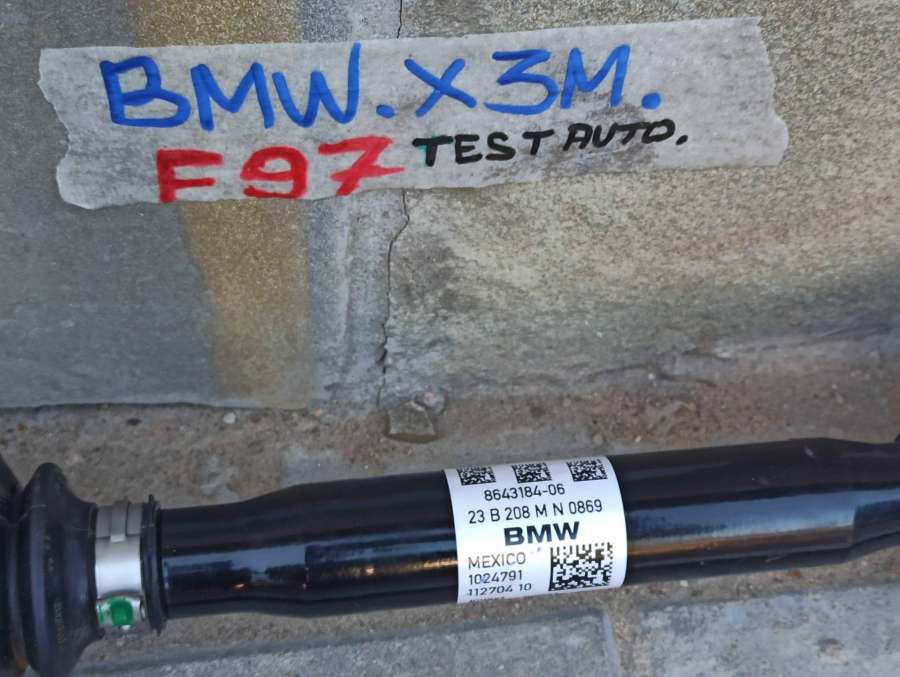 BMW.X3M.
F97 TEST AUTO.
8643184-06
23 B 208 M N 0869
BMW
MEXICO
1024791
112704 10